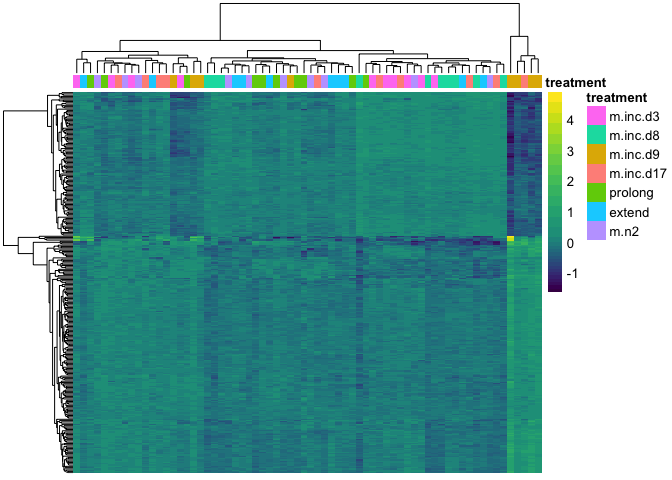 treatment
treatment
4
3
2
1
0
-1
m.inc.d3
m.inc.d8
m.inc.d9
m.inc.d17
prolong
extend
m.n2